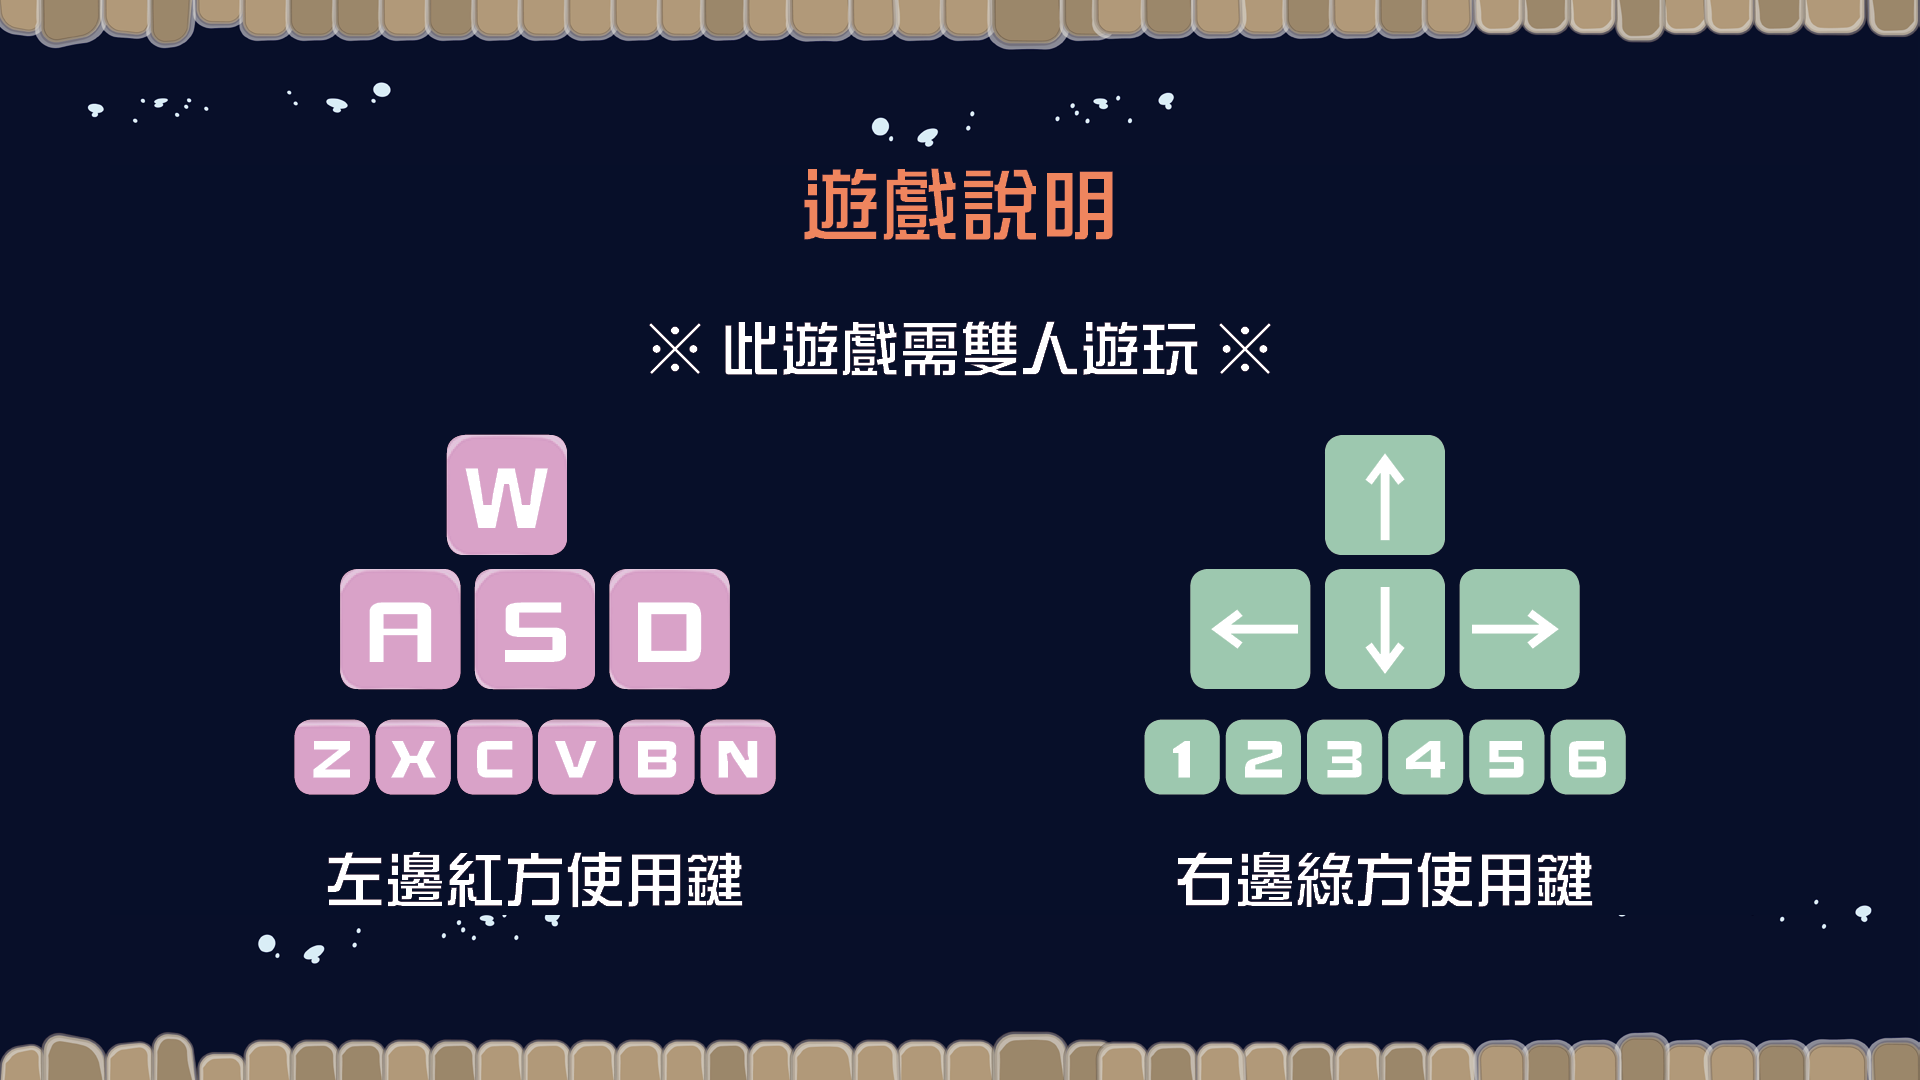 遊戲說明
※ 此遊戲需雙人遊玩 ※
W
A S D
Z X C V B N
左邊紅方使用鍵
↑
← ↓ →
1 2 3 4 5 6
右邊綠方使用鍵